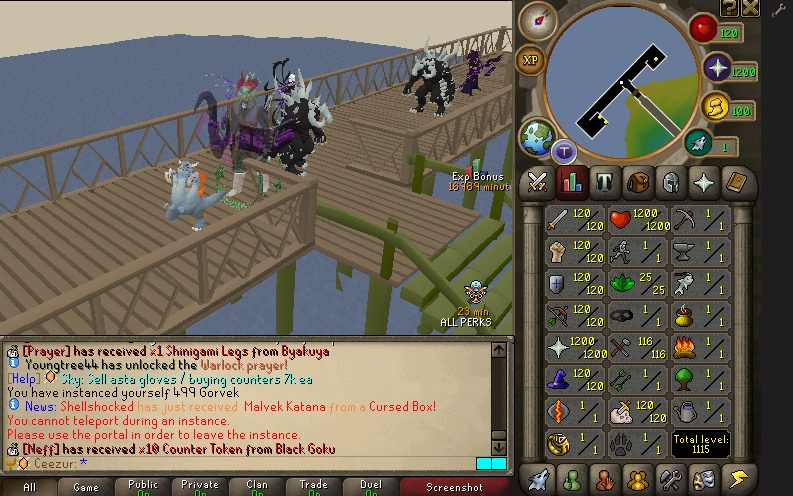 120
XP
1200
100
1
T
Exp Bonus
16989 minut
23 min
ALL PERKS
120/120 1200/1200 1/1
120/120 1/1 1/1
120/120 25/25 1/1
120/120 1/1 1/1
1200/1200 116/116 1/1
120/120 1/1 1/1
1/1 120/120 1/1
1/1 1/1 Total level: 1115
[Prayer] has received x1 Shinigami Legs from Byakuya
Youngtree44 has unlocked the Warlock prayer!
[Help] Sky: Sell asta gloves / buying counters 7k ea
You have instanced yourself 499 Gorvek
News: Shellshocked has just received Malvek Katana from a Cursed Box!
You cannot teleport during an instance.
Please use the portal in order to leave the instance.
[Neff] has received x10 Counter Token from Black Goku
Ceezur: *
All Game Public Private Clan Trade Duel Screenshot
On On On On On